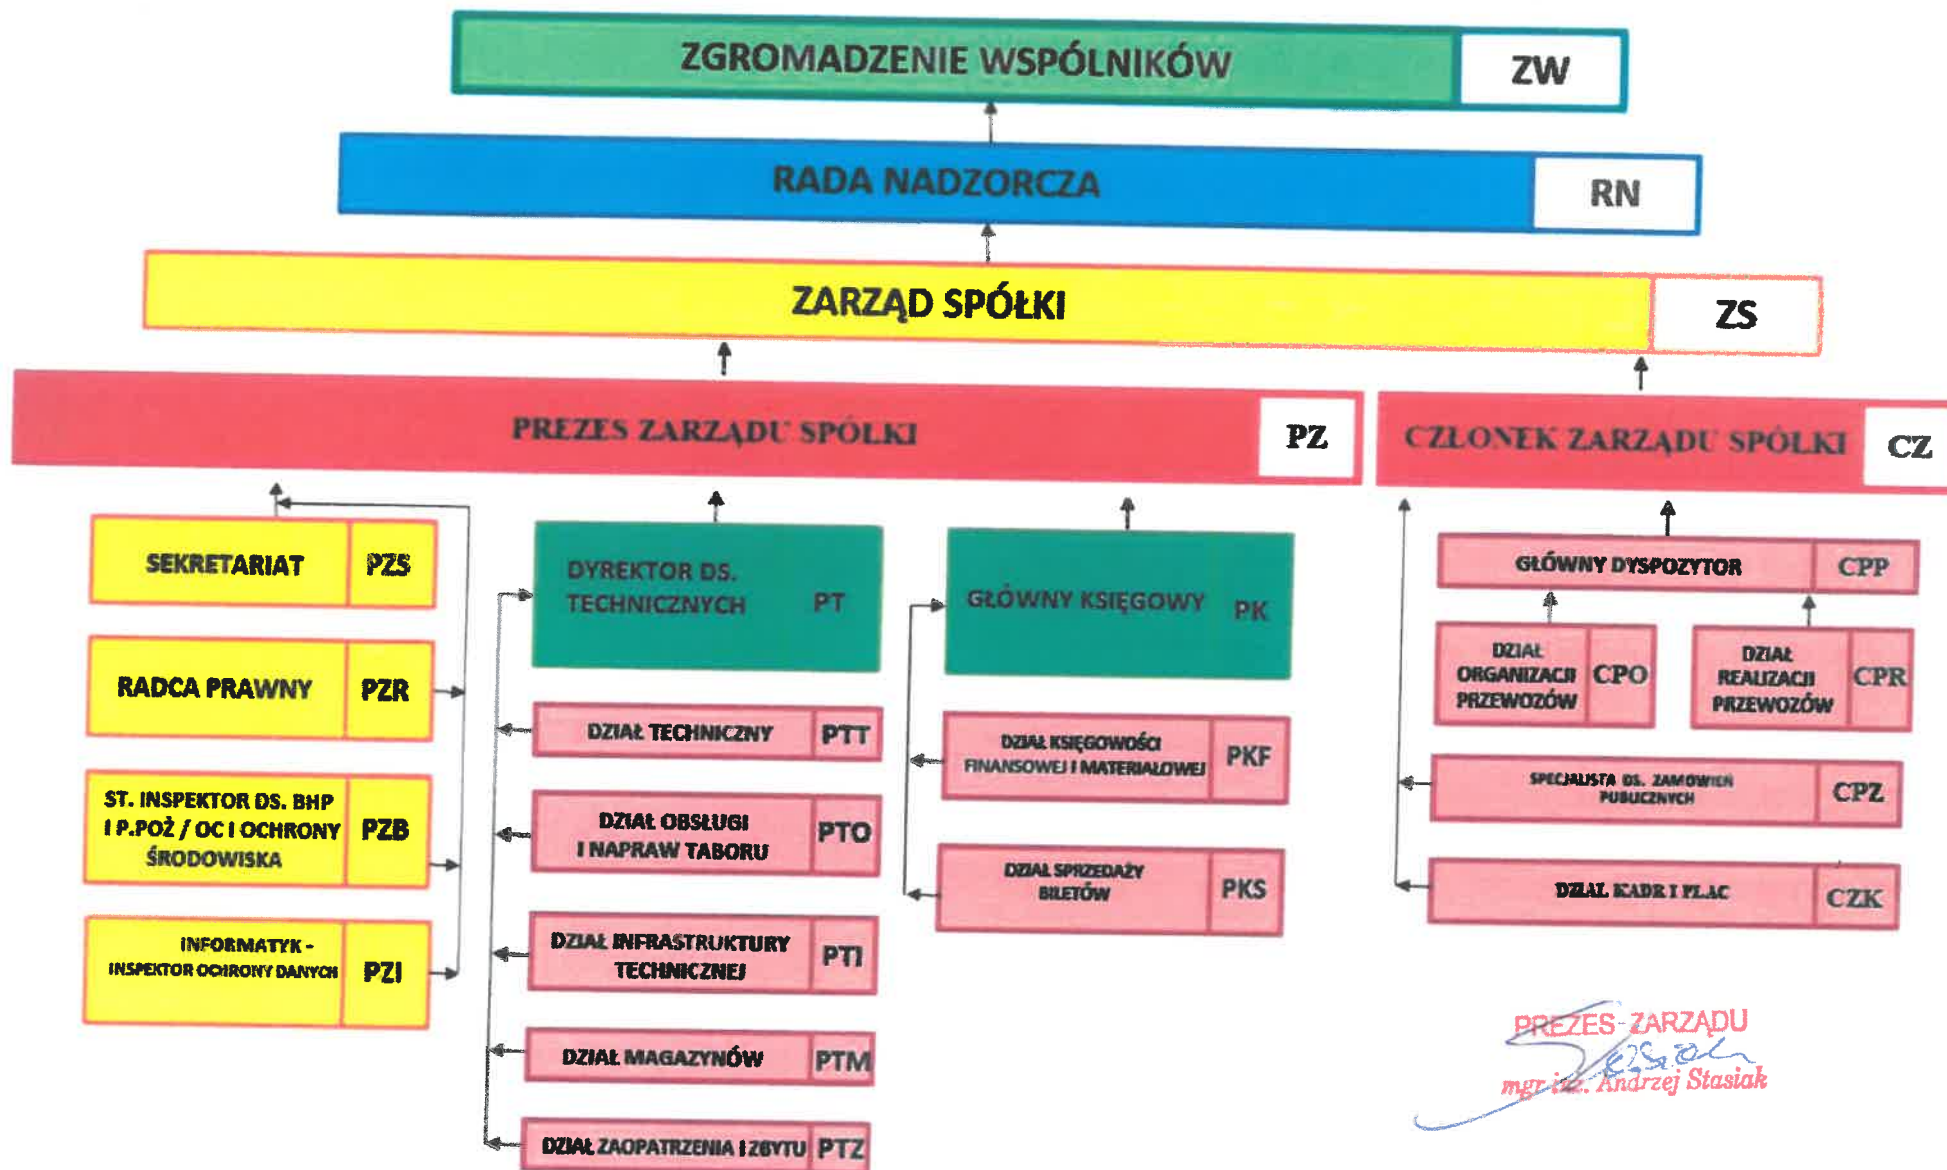 ZGROMADZENIE WSPÓLNIKÓW ZW
RADA NADZORCZA RN
ZARZĄD SPÓŁKI ZS
PREZES ZARZĄDU SPÓŁKI PZ
CZŁONEK ZARZĄDU SPÓŁKI CZ
SEKRETARIAT PZS
RADCA PRAWNY PZR
ST. INSPEKTOR DS. BHP
I P.POŻ / OC I OCHRONY
ŚRODOWISKA
PZB
INFORMATYK -
INSPEKTOR OCHRONY DANYCH
PZI
DYREKTOR DS.
TECHNICZNYCH PT
DZIAŁ TECHNICZNY PTT
DZIAŁ OBSŁUGI
I NAPRAW TABORU
PTO
DZIAŁ INFRASTRUKTURY
TECHNICZNEJ
PTI
DZIAŁ MAGAZYNÓW PTM
DZIAŁ ZAOPATRZENIA I ZBYTU PTZ
GŁÓWNY KSIĘGOWY PK
DZIAŁ KSIĘGOWOŚCI
FINANSOWEJ I MATERIAŁOWEJ
PKF
DZIAŁ SPRZEDAŻY
BILETÓW
PKS
GŁÓWNY DYSPOZYTOR CPP
DZIAŁ
ORGANIZACJI
PRZEWOZÓW
CPO
DZIAŁ
REALIZACJI
PRZEWOZÓW
CPR
SPECJALISTA DS. ZAMÓWIEŃ
PUBLICZNYCH
CPZ
DZIAŁ KADR I PŁAC CZK
PREZES ZARZĄDU
mgr inż. Andrzej Stasiak